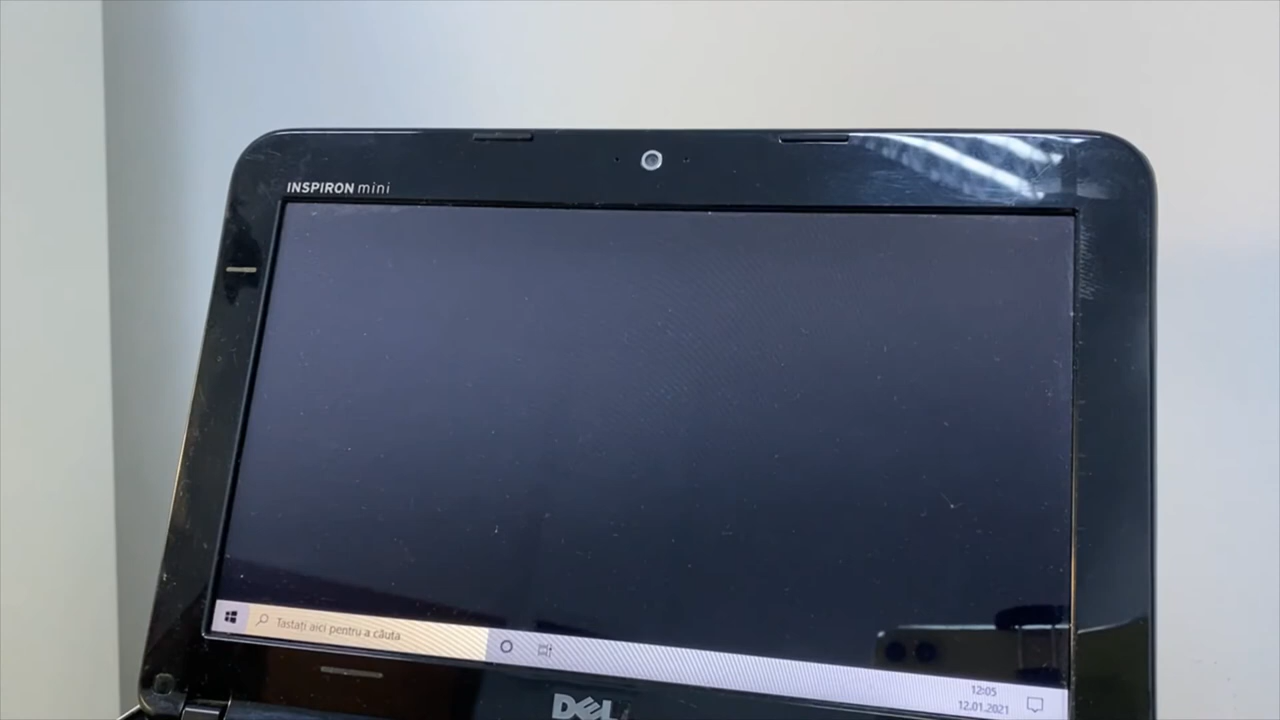 INSPIRON mini
Tastați aici pentru a căuta
12:05
12.01.2021
DELL